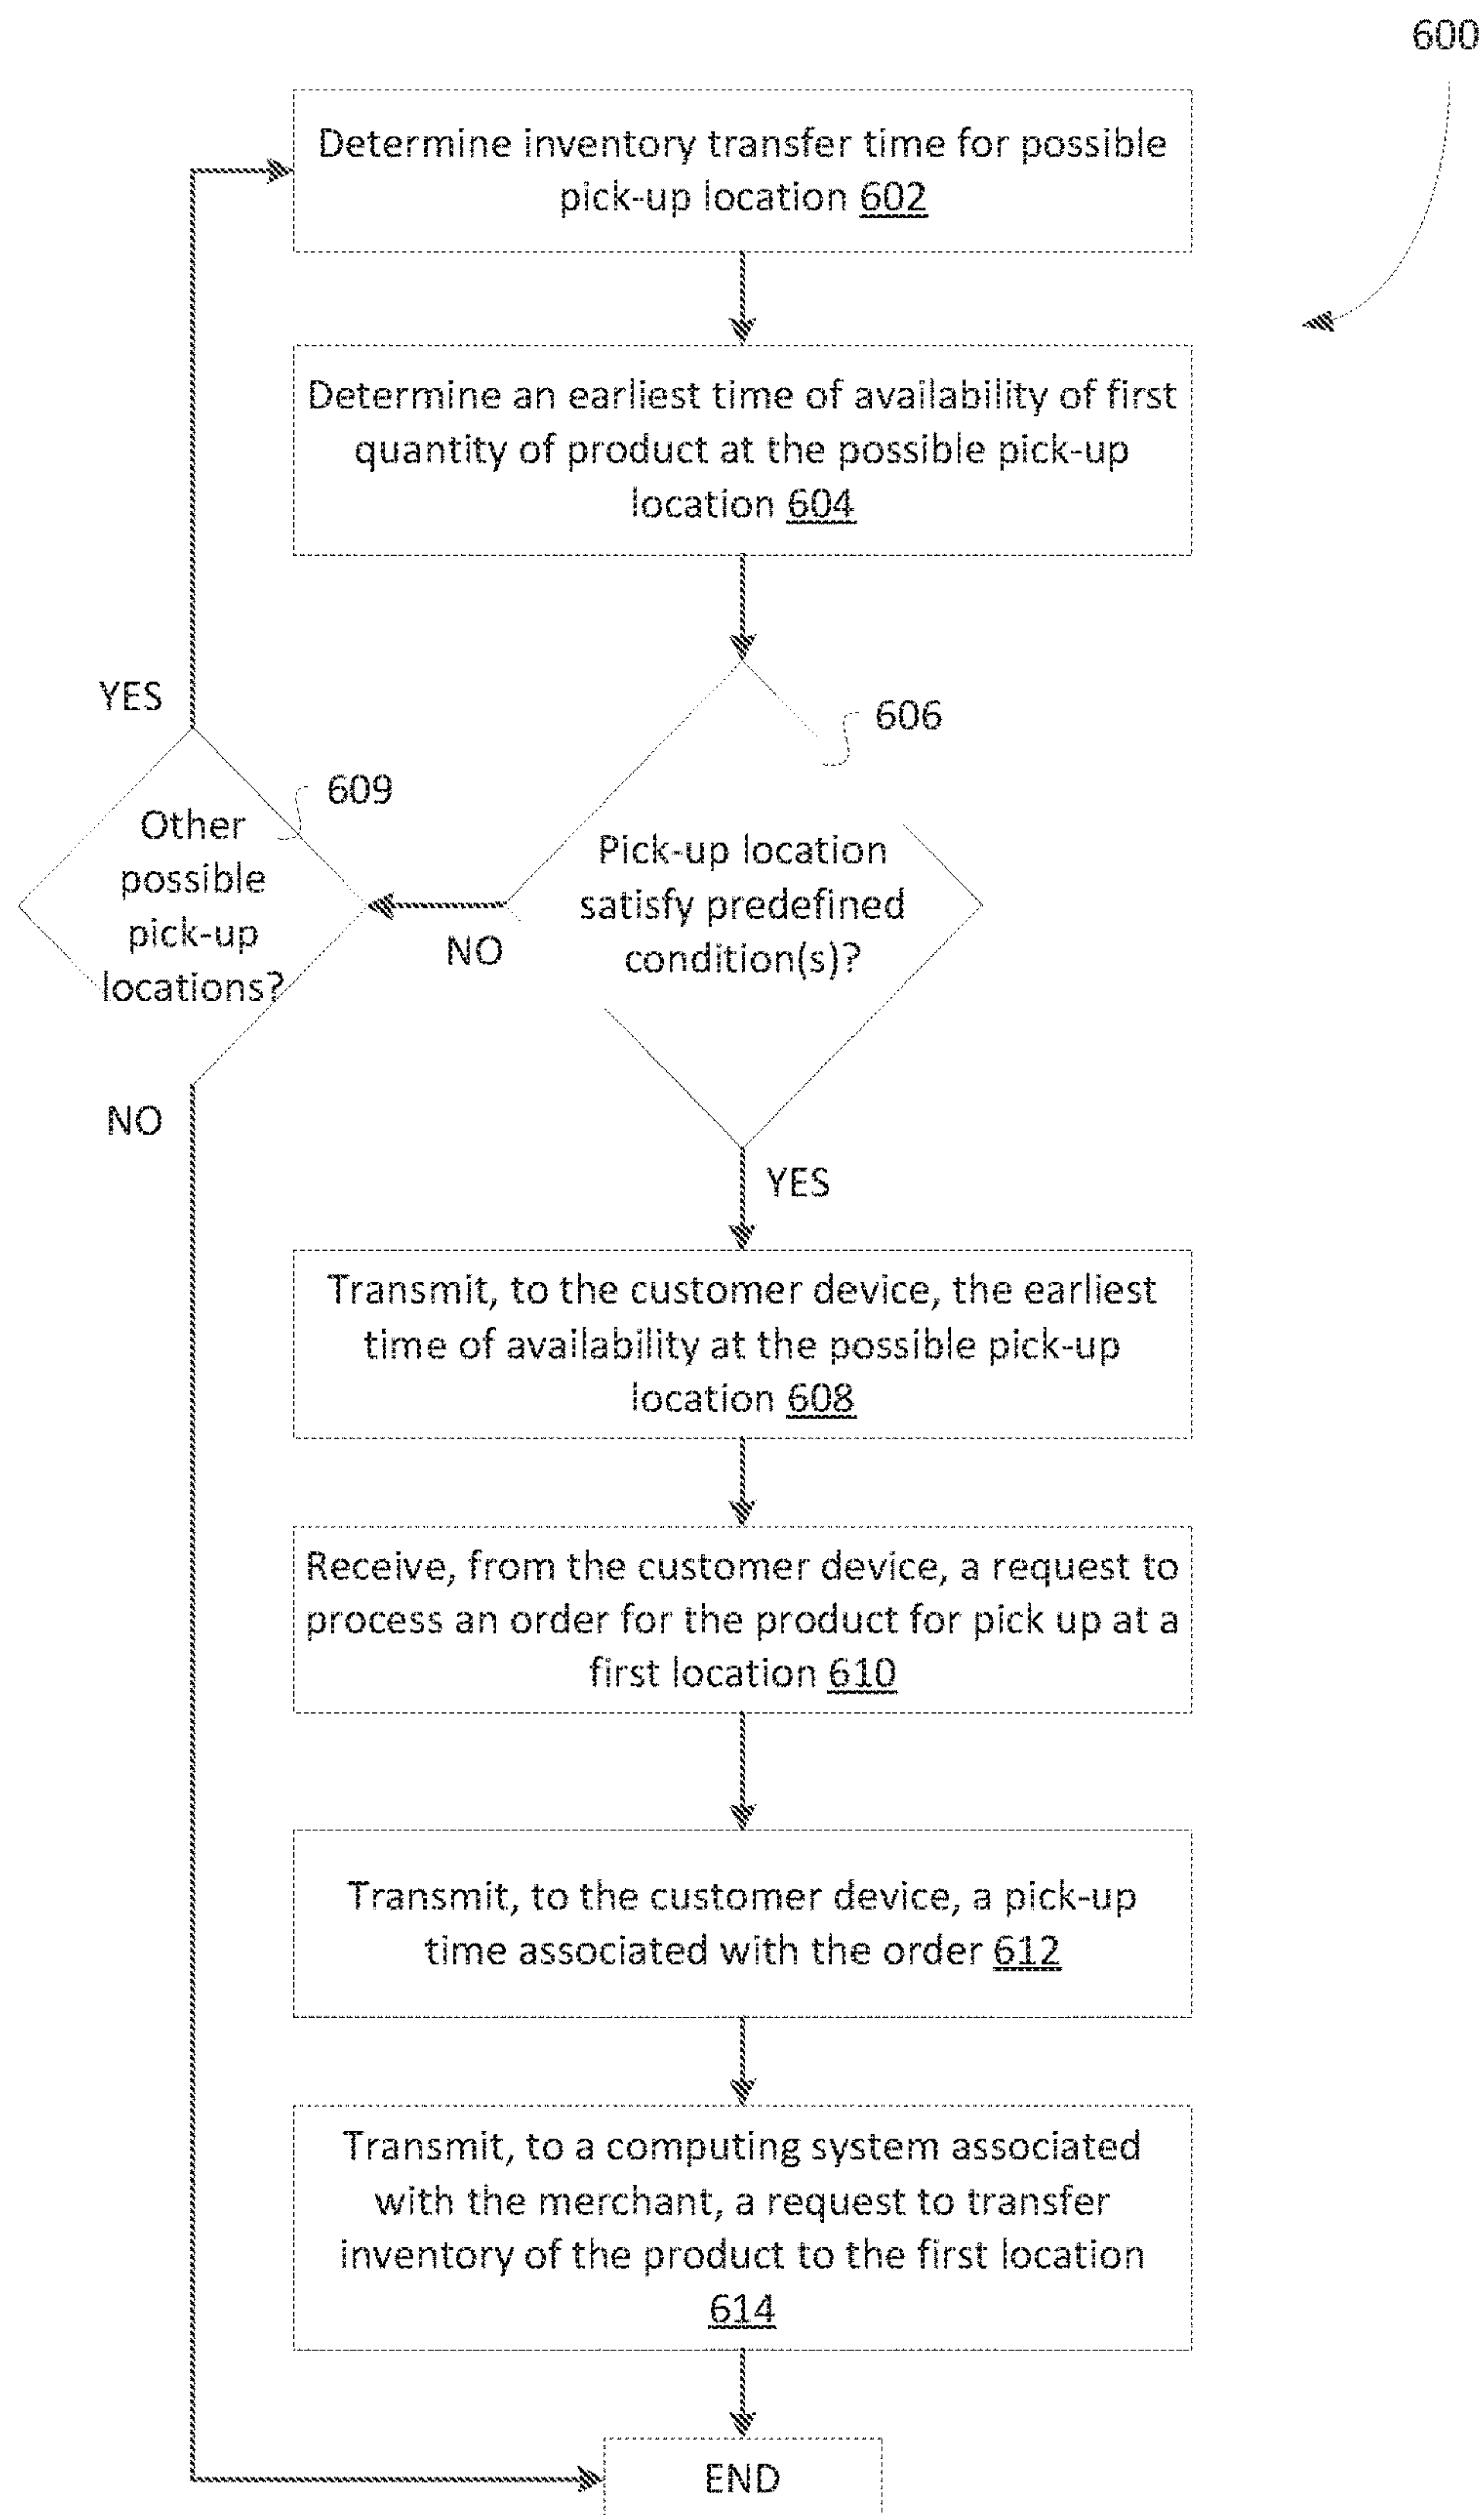 600
Determine inventory transfer time for possible
pick-up location 602
Determine an earliest time of availability of first
quantity of product at the possible pick-up
location 604
YES
606
609
Other
possible
pick-up
locations?
Pick-up location
satisfy predefined
condition(s)?
NO
NO
YES
Transmit, to the customer device, the earliest
time of availability at the possible pick-up
location 608
Receive, from the customer device, a request to
process an order for the product for pick up at a
first location 610
Transmit, to the customer device, a pick-up
time associated with the order 612
Transmit, to a computing system associated
with the merchant, a request to transfer
inventory of the product to the first location
614
END